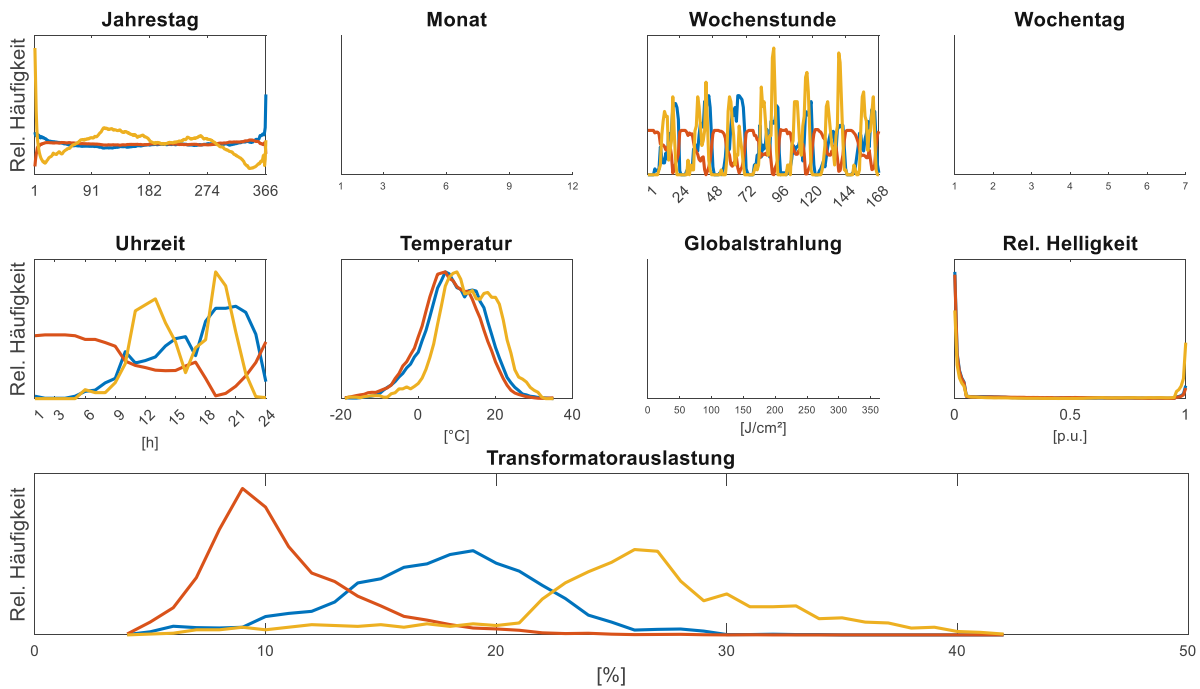 Jahrestag Monat Wochenstunde Wochentag
Rel. Häufigkeit
1 91 182 274 366
1 3 6 9 12
1 24 48 72 96 120 144 168
1 2 3 4 5 6 7
Uhrzeit Temperatur Globalstrahlung Rel. Helligkeit
Rel. Häufigkeit
1 3 6 9 12 15 18 21 24
[h]
-20 0 20 40
[°C]
0 50 100 150 200 250 300 350
[J/cm²]
0 0.5 1
[p.u.]
Transformatorauslastung
Rel. Häufigkeit
0 10 20 30 40 50
[%]